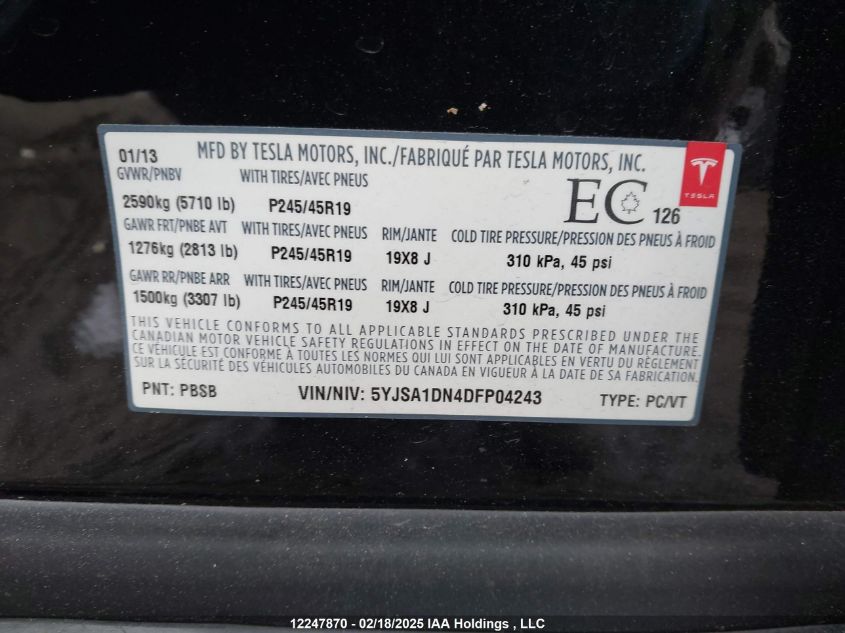 01/13 MFD BY TESLA MOTORS, INC./FABRIQUÉ PAR TESLA MOTORS, INC.
GVWR/PNBV WITH TIRES/AVEC PNEUS
2590kg (5710 lb) P245/45R19 EC 126
TESLA
GAWR FRT/PNBE AVT WITH TIRES/AVEC PNEUS RIM/JANTE COLD TIRE PRESSURE/PRESSION DES PNEUS À FROID
1276kg (2813 lb) P245/45R19 19X8 J 310 kPa, 45 psi
GAWR RR/PNBE ARR WITH TIRES/AVEC PNEUS RIM/JANTE COLD TIRE PRESSURE/PRESSION DES PNEUS À FROID
1500kg (3307 lb) P245/45R19 19X8 J 310 kPa, 45 psi
THIS VEHICLE CONFORMS TO ALL APPLICABLE STANDARDS PRESCRIBED UNDER THE
CANADIAN MOTOR VEHICLE SAFETY REGULATIONS IN EFFECT ON THE DATE OF MANUFACTURE.
CE VÉHICULE EST CONFORME À TOUTES LES NORMES QUI LUI SONT APPLICABLES EN VERTU DU RÈGLEMENT
SUR LA SÉCURITÉ DES VÉHICULES AUTOMOBILES DU CANADA EN VIGUEUR À LA DATE DE SA FABRICATION.
PNT: PBSB VIN/NIV: 5YJSA1DN4DFP04243 TYPE: PC/VT
12247870 - 02/18/2025 IAA Holdings , LLC